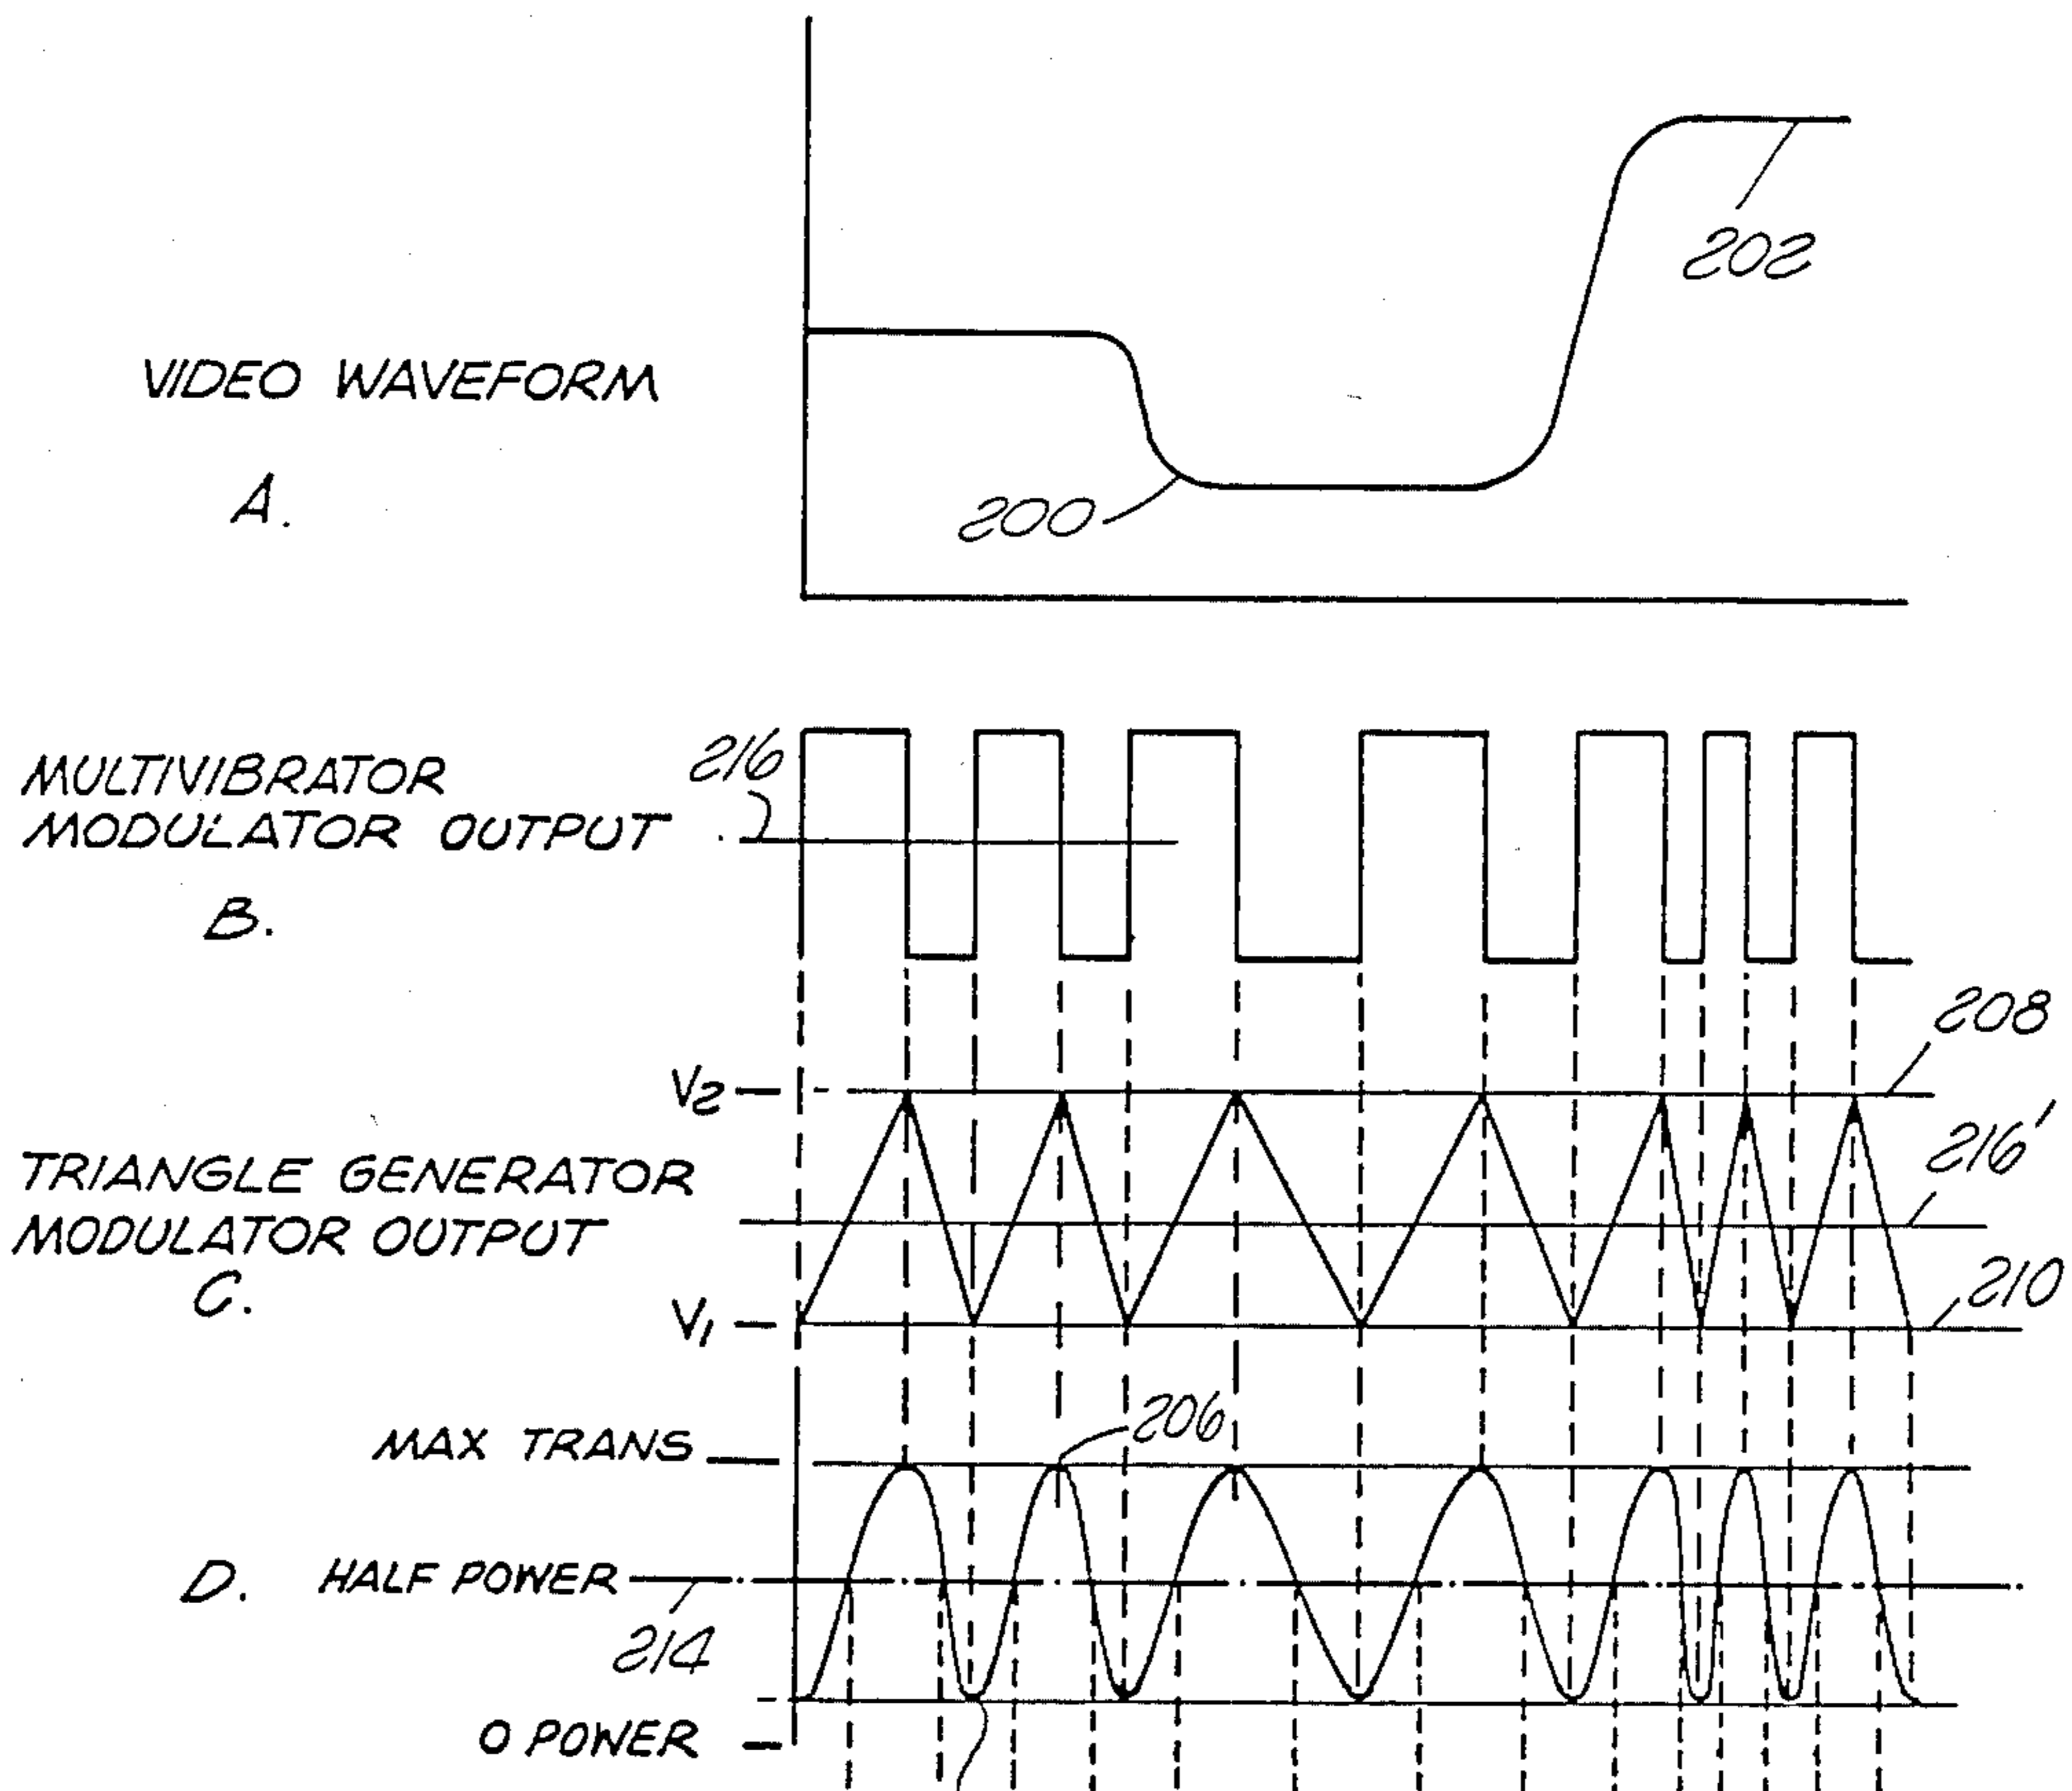 202
VIDEO WAVEFORM
A.
200
216
MULTIVIBRATOR
MODULATOR OUTPUT
B.
208
V2
216'
TRIANGLE GENERATOR
MODULATOR OUTPUT
C.
210
V1
206
MAX TRANS
D. HALF POWER
214
O POWER